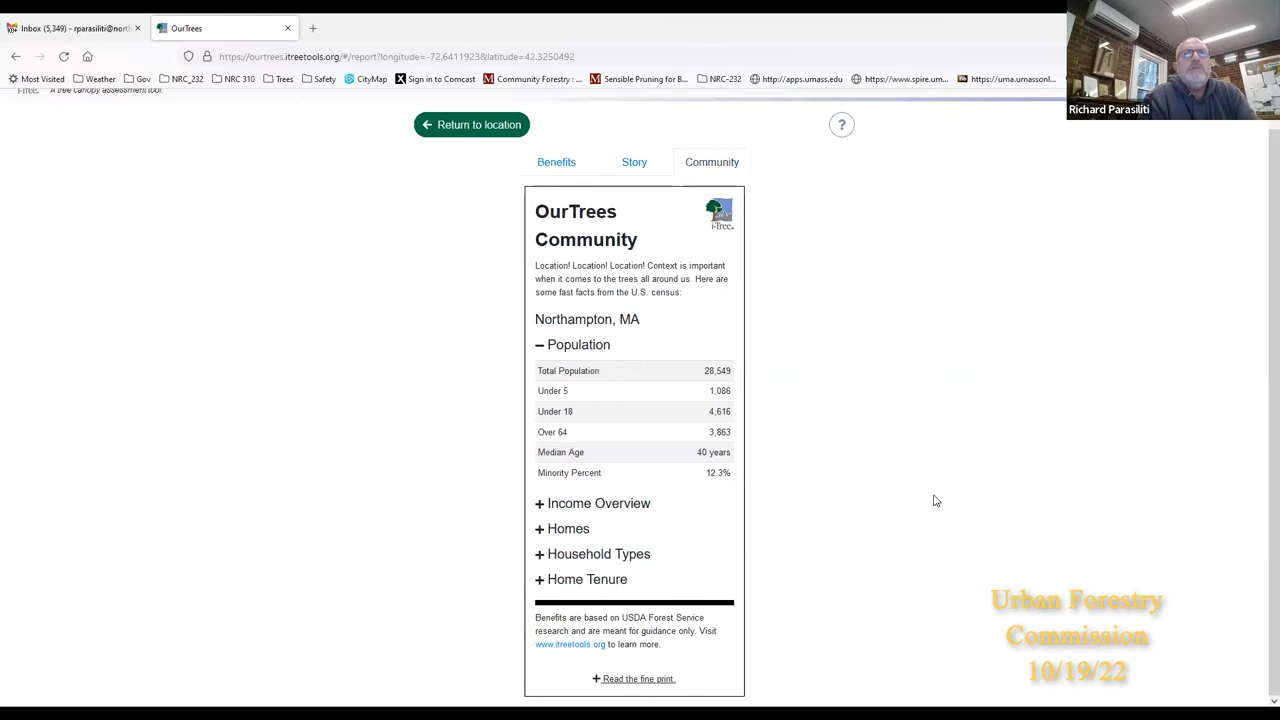 Inbox (5,349) - rparasiliti@nort
OurTrees
https://ourtrees.itreetools.org/#/report?longitude=-72.6411923&latitude=42.3250492
Most Visited
Weather
Gov
NRC_232
NRC 310
Trees
Safety
CityMap
Sign in to Comcast
Community Forestry : ...
Sensible Pruning for B...
NRC-232
http://apps.umass.edu
https://www.spire.um...
https://uma.umassonl...
Richard Parasiliti
i-Tree. A tree canopy assessment tool.
Return to location
?
Benefits
Story
Community
OurTrees
Community
i-Tree.
Location! Location! Location! Context is important
when it comes to the trees all around us. Here are
some fast facts from the U.S. census:
Northampton, MA
Population
Total Population 28,549
Under 5 1,086
Under 18 4,616
Over 64 3,863
Median Age 40 years
Minority Percent 12.3%
+ Income Overview
+ Homes
+ Household Types
+ Home Tenure
Benefits are based on USDA Forest Service
research and are meant for guidance only. Visit
www.itreetools.org to learn more.
+ Read the fine print.
Urban Forestry
Commission
10/19/22